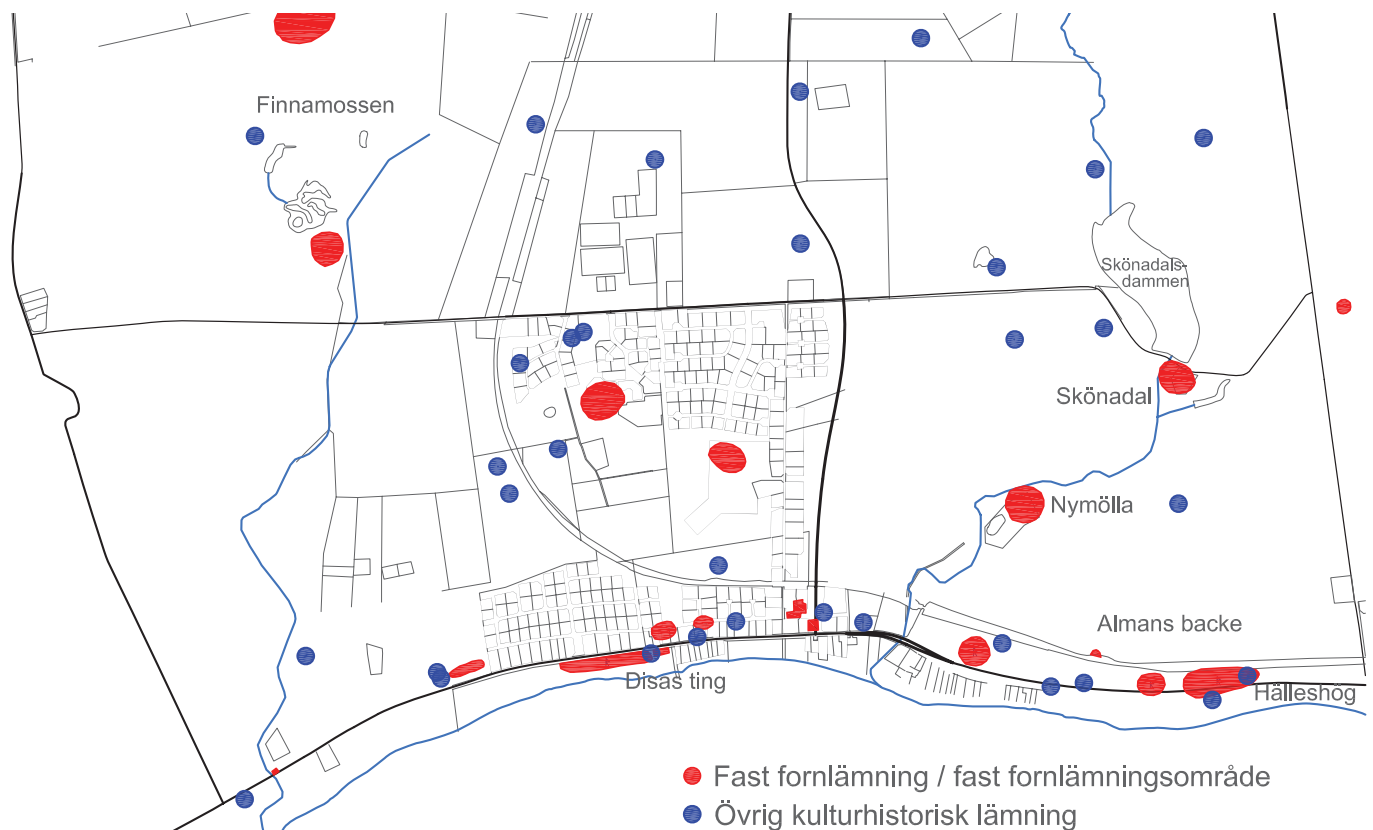 Finnamossen
Skönadals-
dammen
Skönadal
Nymölla
Almans backe
Disas ting
Hälleshög
Fast fornlämning / fast fornlämningsområde
Övrig kulturhistorisk lämning